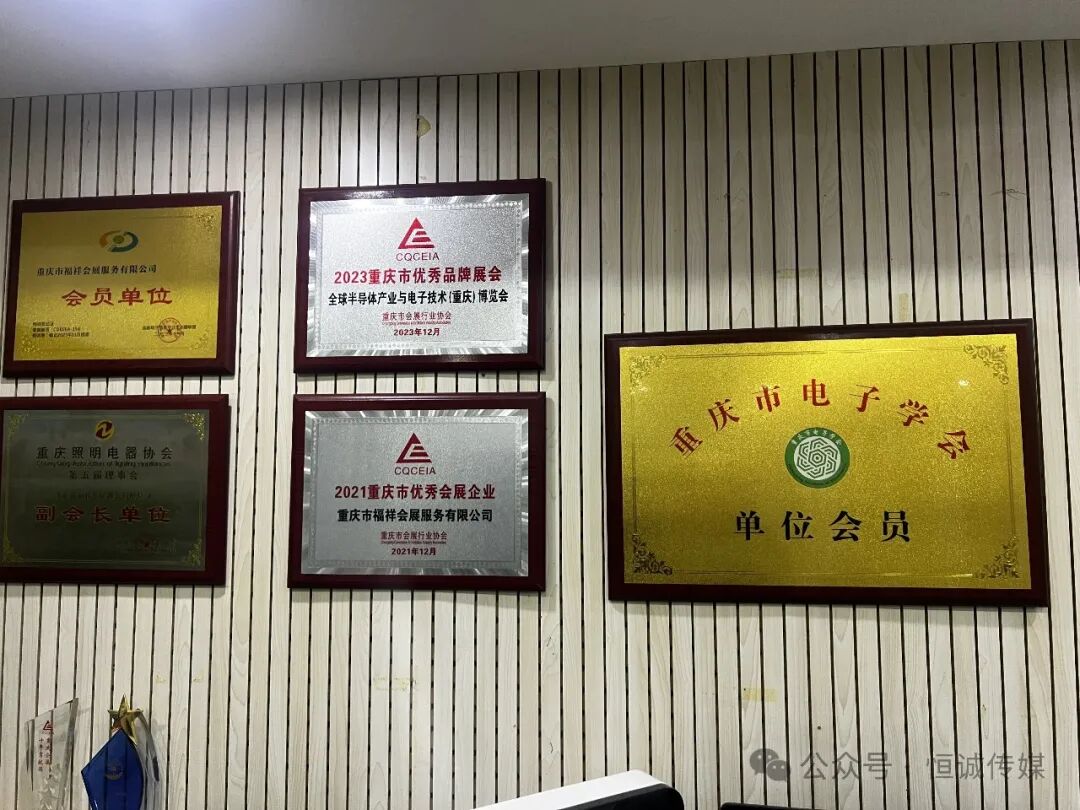 重庆市福祥会展服务有限公司
会员单位
CQCEIA
2023重庆市优秀品牌展会
全球半导体产业与电子技术(重庆)博览会
重庆市会展行业协会
2023年12月
重庆照明电器协会
第五届理事会
副会长单位
CQCEIA
2021重庆市优秀会展企业
重庆市福祥会展服务有限公司
重庆市会展行业协会
2021年12月
重庆市电子学会
单位会员
公众号 · 恒诚传媒